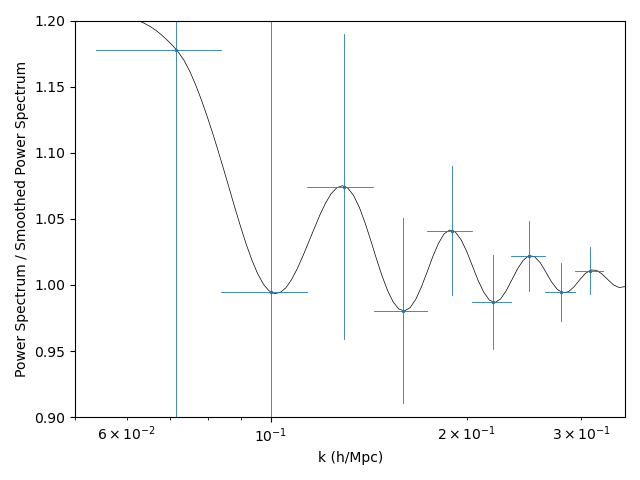 1.20
1.15
1.10
1.05
1.00
0.95
0.90
Power Spectrum / Smoothed Power Spectrum
6 × 10⁻² 10⁻¹ 2 × 10⁻¹ 3 × 10⁻¹
k (h/Mpc)